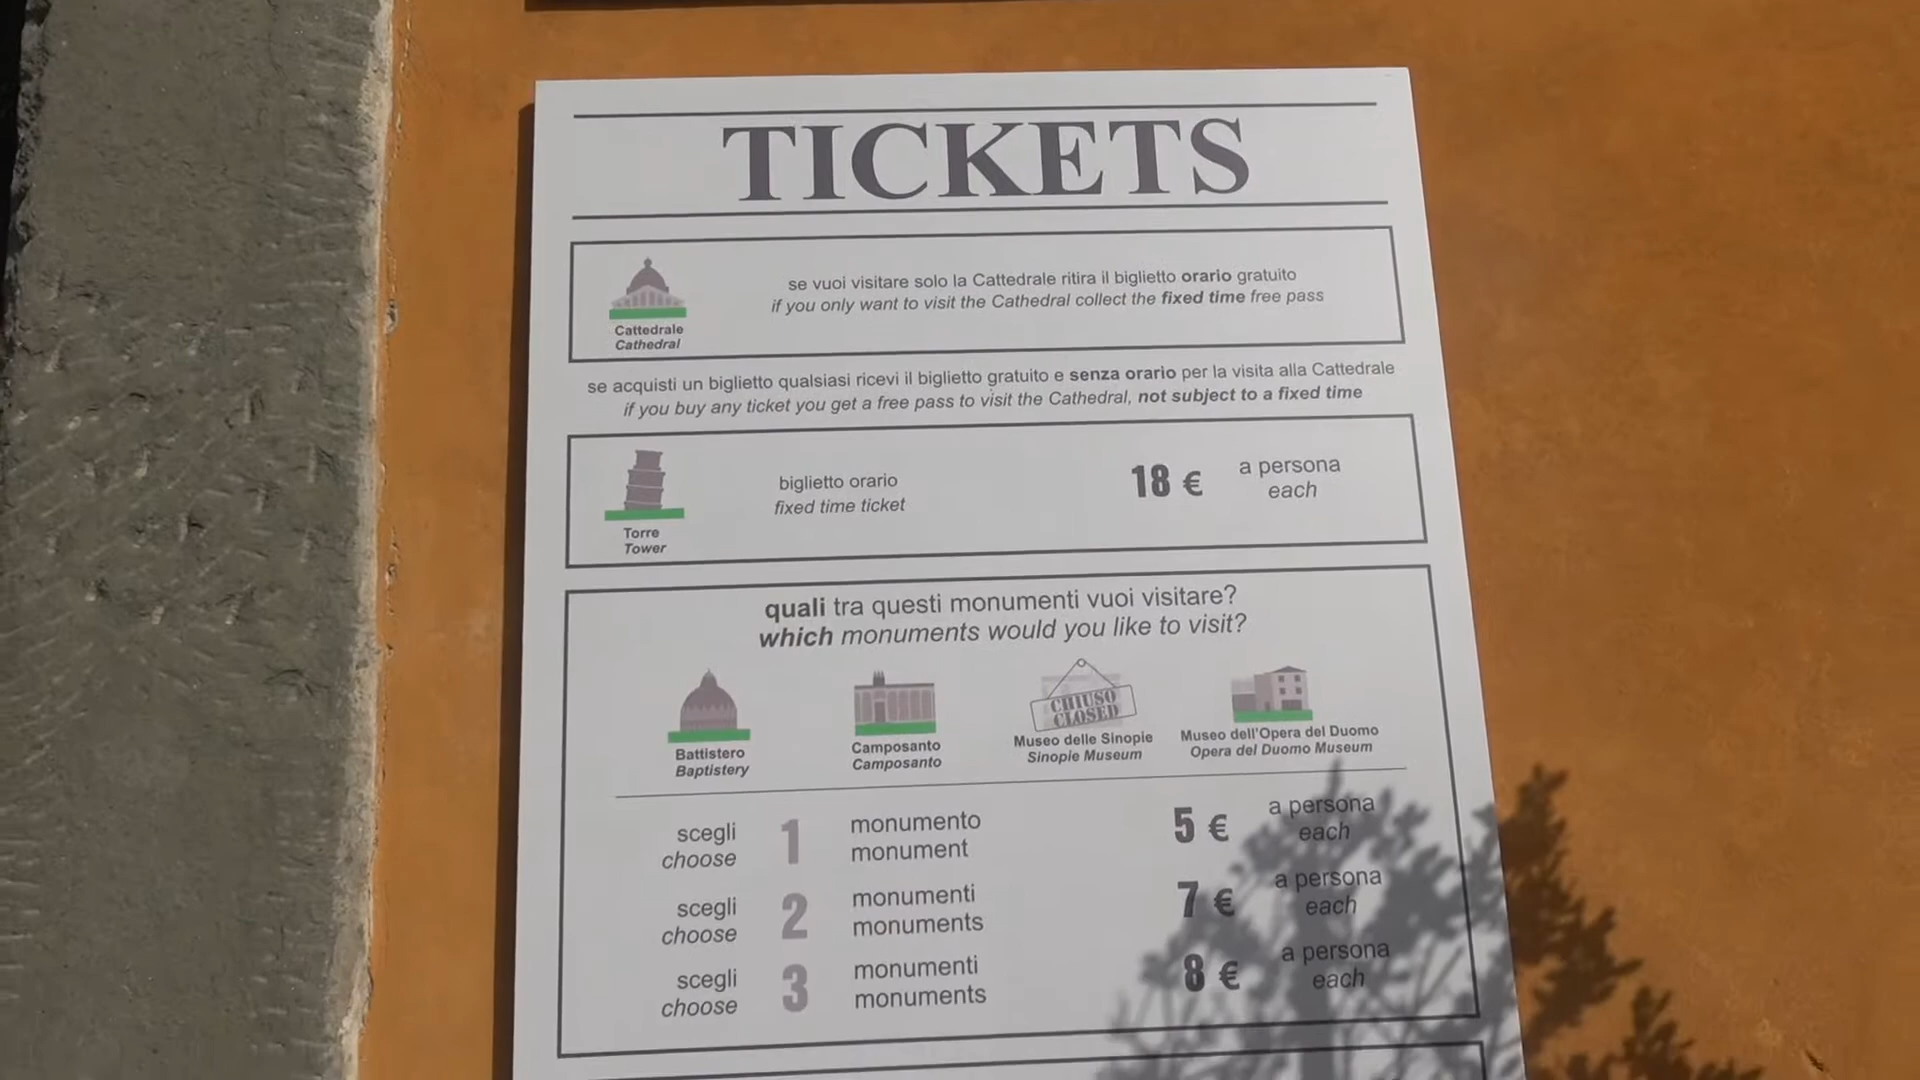 TICKETS
se vuoi visitare solo la Cattedrale ritira il biglietto orario gratuito
if you only want to visit the Cathedral collect the fixed time free pass
Cattedrale
Cathedral
se acquisti un biglietto qualsiasi ricevi il biglietto gratuito e senza orario per la visita alla Cattedrale
if you buy any ticket you get a free pass to visit the Cathedral, not subject to a fixed time
biglietto orario
fixed time ticket
18 €
a persona
each
Torre
Tower
quali tra questi monumenti vuoi visitare?
which monuments would you like to visit?
Battistero
Baptistery
Camposanto
Camposanto
CHIUSO
CLOSED
Museo delle Sinopie
Sinopie Museum
Museo dell'Opera del Duomo
Opera del Duomo Museum
scegli
choose
1
monumento
monument
5 €
a persona
each
scegli
choose
2
monumenti
monuments
7 €
a persona
each
scegli
choose
3
monumenti
monuments
8 €
a persona
each